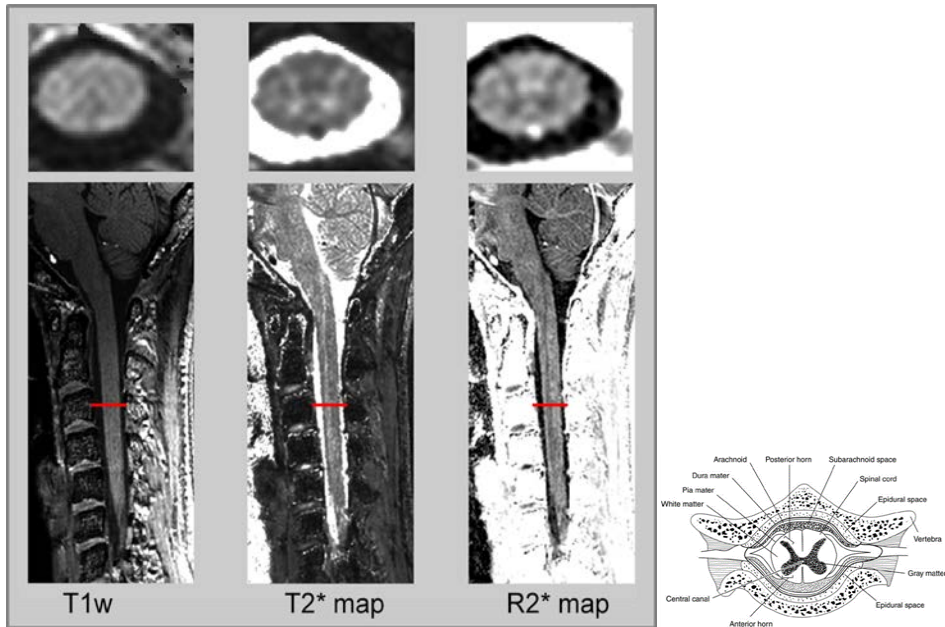 T1w
T2* map
R2* map
Arachnoid
Posterior horn
Subarachnoid space
Dura mater
Spinal cord
Pia mater
Epidural space
White matter
Vertebra
Gray matter
Central canal
Epidural space
Anterior horn